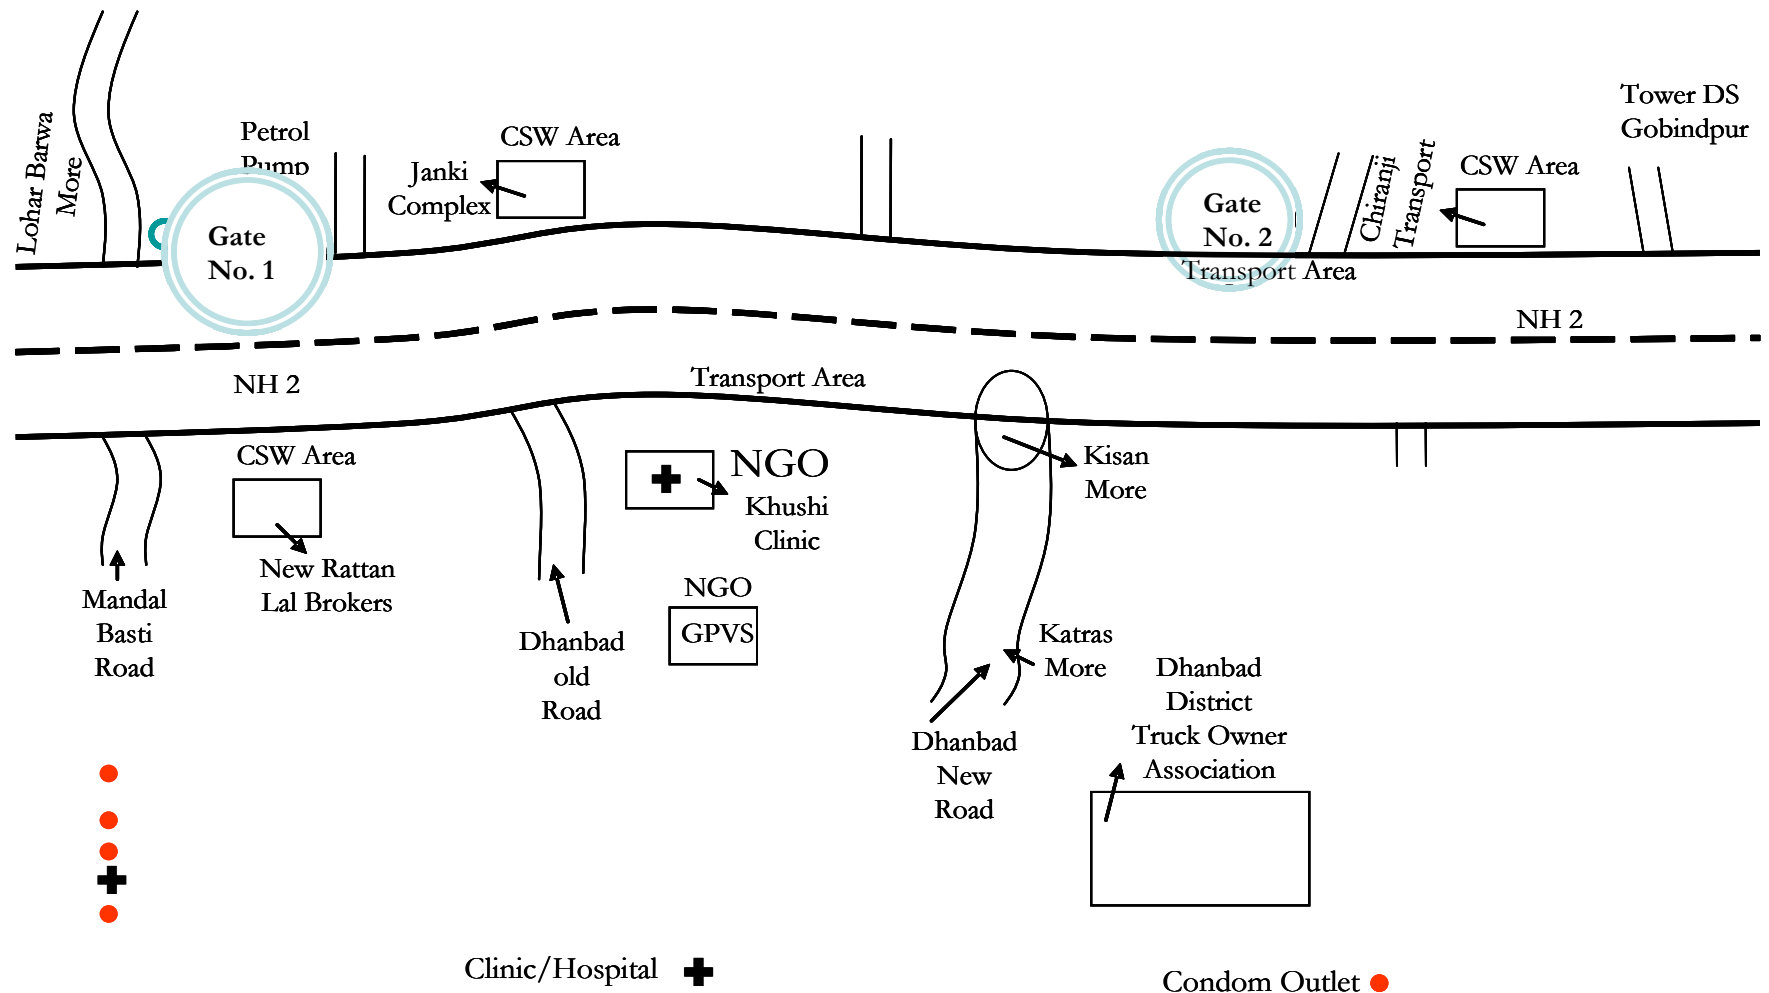 Lohar Barwa
More
Petrol
Pump
Gate
No. 1
Janki
Complex
CSW Area
Gate
No. 2
Transport Area
Chiranji
Transport
CSW Area
Tower DS
Gobindpur
NH 2
NH 2
Transport Area
CSW Area
New Rattan
Lal Brokers
Mandal
Basti
Road
Dhanbad
old
Road
NGO
Khushi
Clinic
NGO
GPVS
Kisan
More
Katras
More
Dhanbad
New
Road
Dhanbad
District
Truck Owner
Association
Clinic/Hospital
Condom Outlet